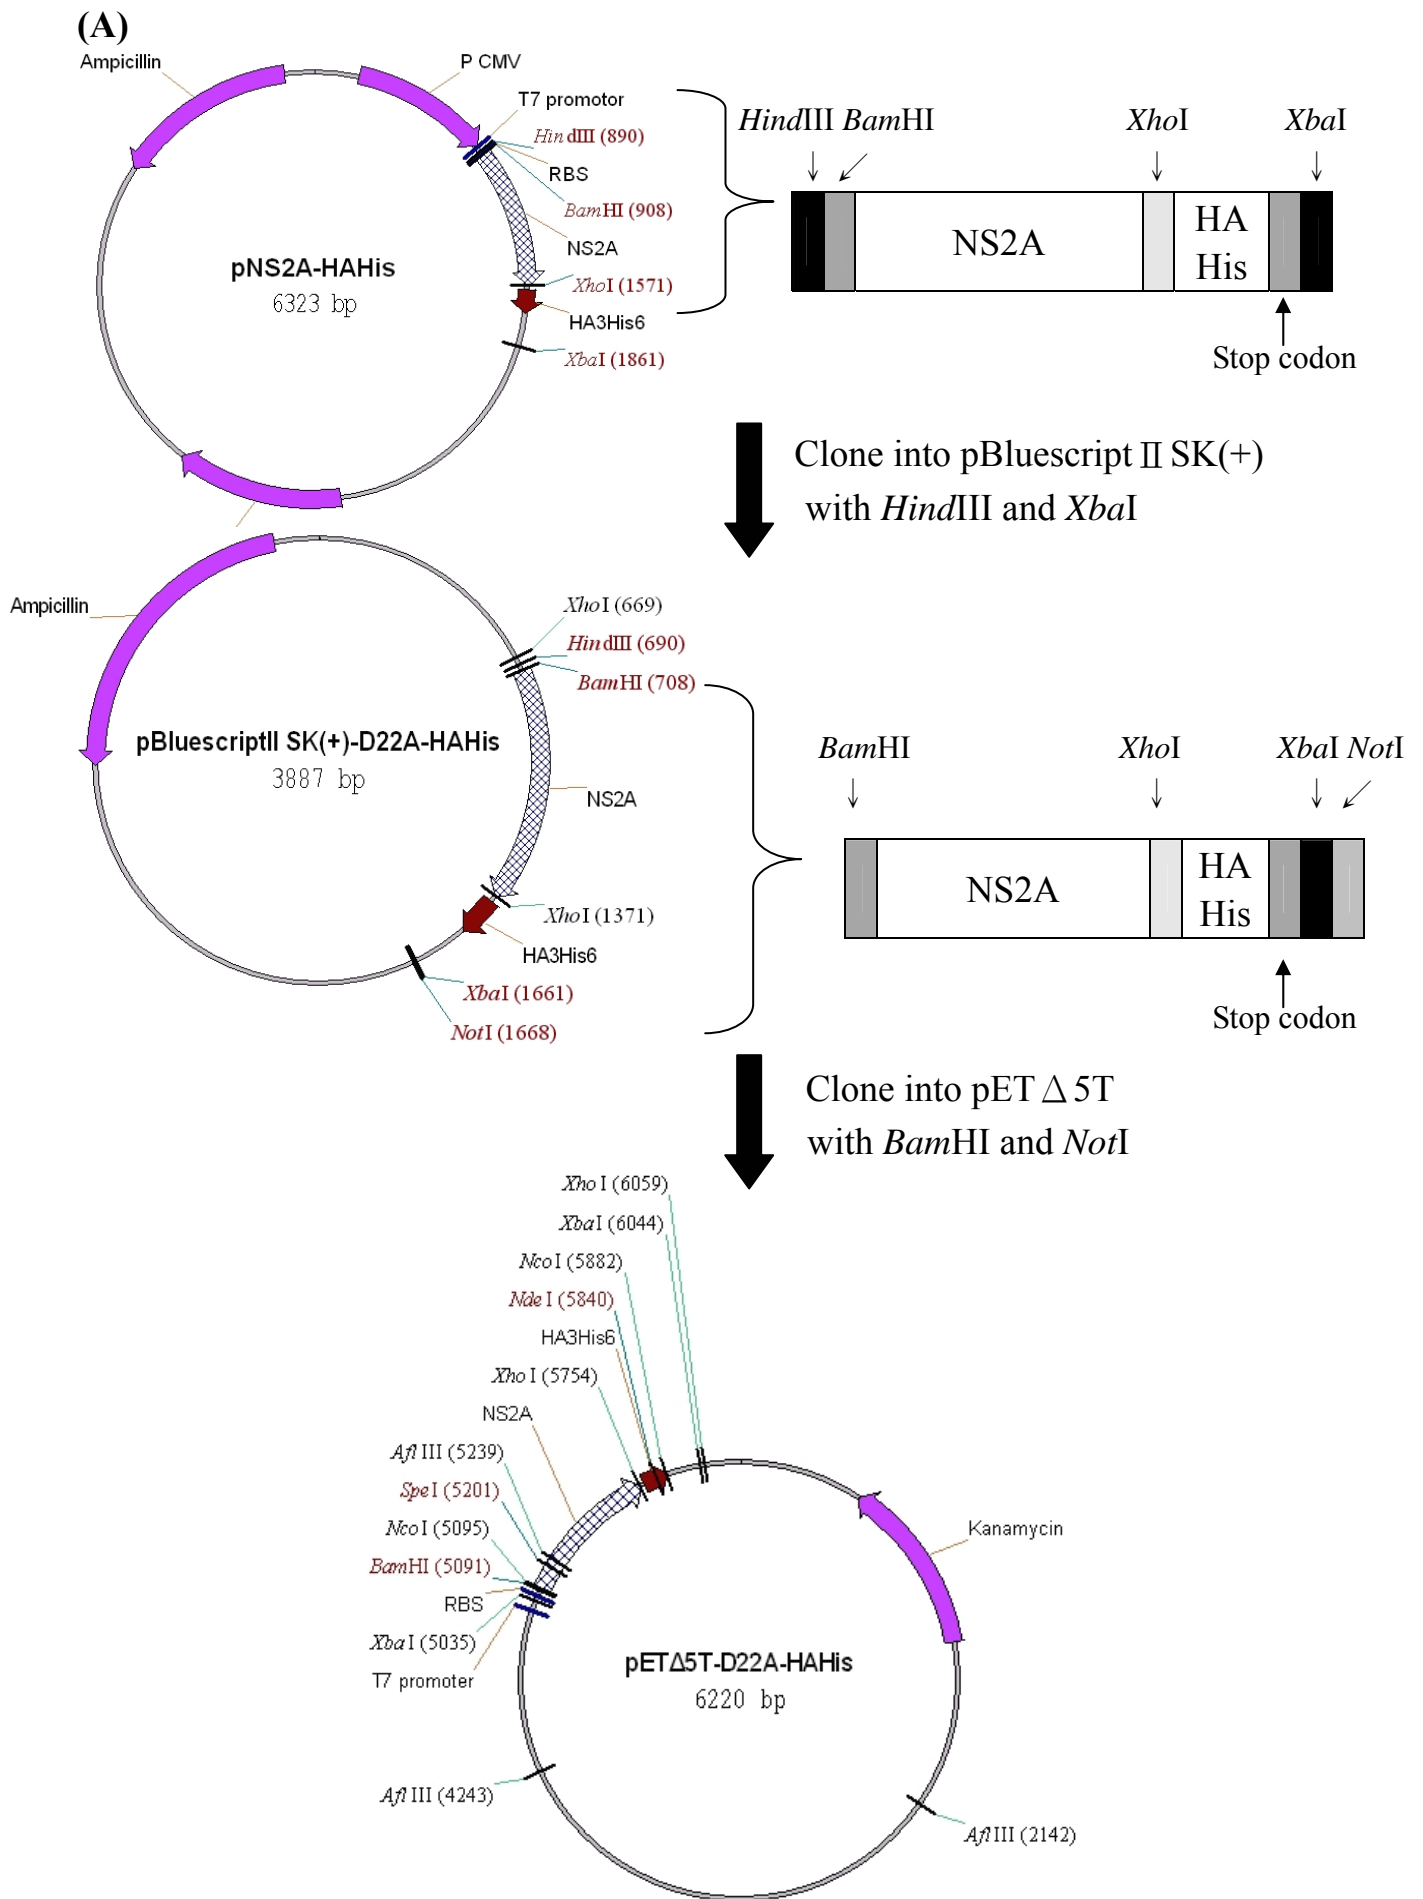 (A)
Ampicillin
P CMV
T7 promotor
HindIII (890)
RBS
BamHI (908)
NS2A
XhoI (1571)
HA3His6
XbaI (1861)
pNS2A-HAHis
6323 bp
HindIII BamHI
XhoI
XbaI
NS2A
HA
His
Stop codon
Clone into pBluescript II SK(+)
with HindIII and XbaI
Ampicillin
XhoI (669)
HindIII (690)
BamHI (708)
pBluescriptII SK(+)-D22A-HAHis
3887 bp
NS2A
XhoI (1371)
HA3His6
XbaI (1661)
NotI (1668)
BamHI
XhoI
XbaI NotI
NS2A
HA
His
Stop codon
Clone into pET Δ 5T
with BamHI and NotI
XhoI (6059)
XbaI (6044)
NcoI (5882)
NdeI (5840)
HA3His6
XhoI (5754)
NS2A
AflIII (5239)
SpeI (5201)
NcoI (5095)
BamHI (5091)
RBS
XbaI (5035)
T7 promoter
Kanamycin
pETΔ5T-D22A-HAHis
6220 bp
AflIII (4243)
AflIII (2142)